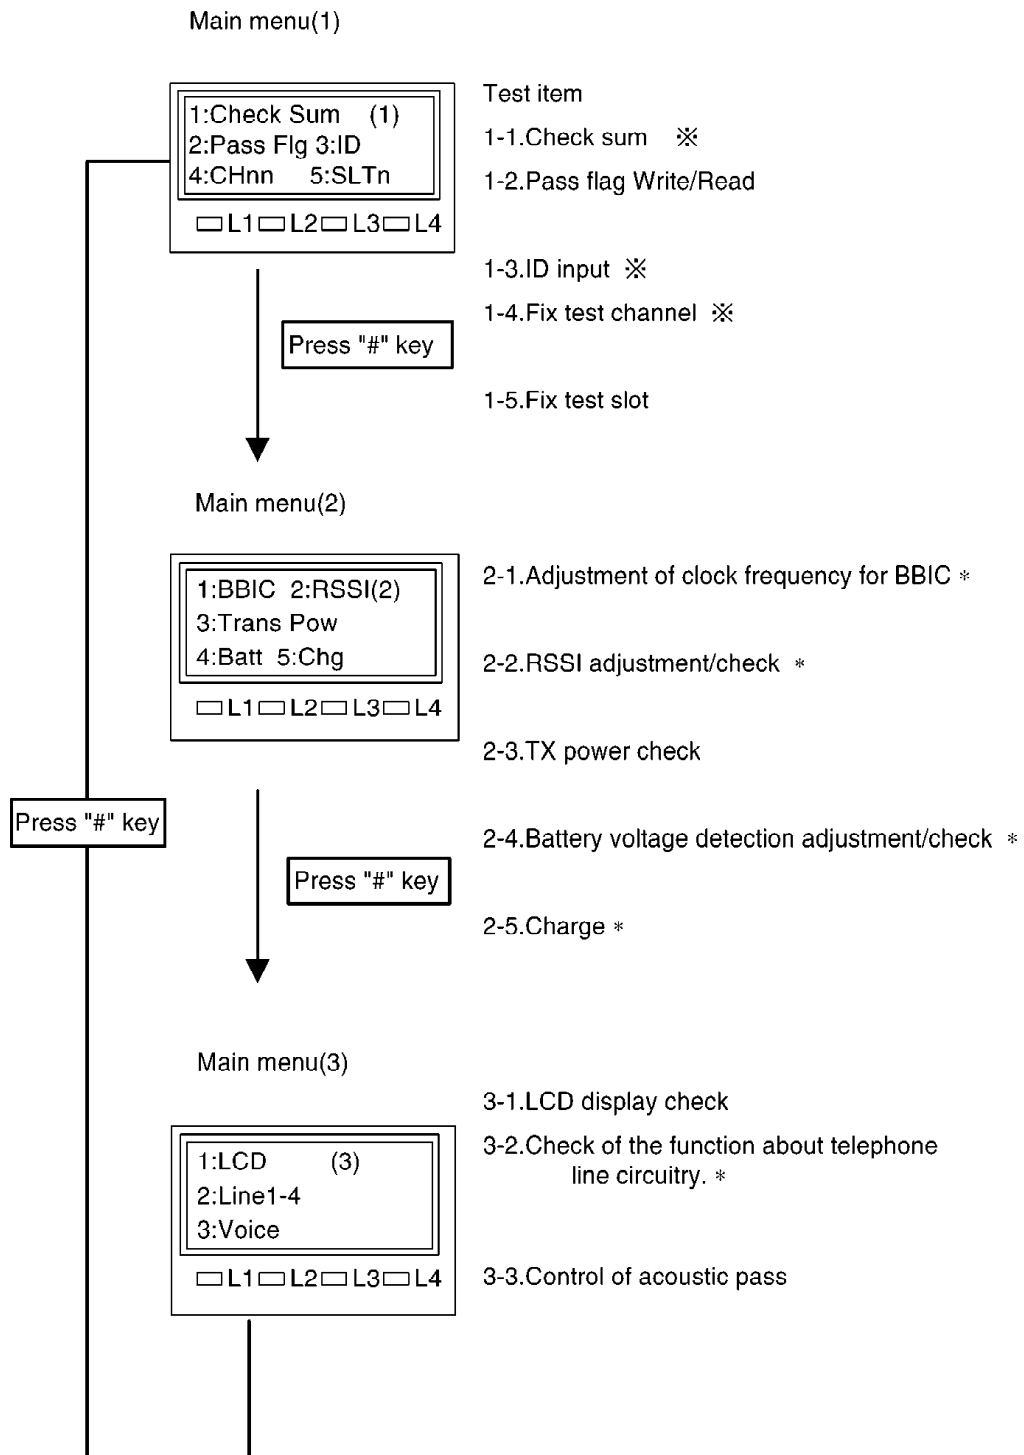 Main menu(1)
1:Check Sum (1)
2:Pass Flg 3:ID
4:CHnn 5:SLTn
L1 L2 L3 L4
Test item
1-1.Check sum ※
1-2.Pass flag Write/Read
1-3.ID input ※
1-4.Fix test channel ※
1-5.Fix test slot
Press "#" key
Main menu(2)
1:BBIC 2:RSSI(2)
3:Trans Pow
4:Batt 5:Chg
L1 L2 L3 L4
2-1.Adjustment of clock frequency for BBIC *
2-2.RSSI adjustment/check *
2-3.TX power check
2-4.Battery voltage detection adjustment/check *
2-5.Charge *
Press "#" key
Press "#" key
Main menu(3)
1:LCD (3)
2:Line1-4
3:Voice
L1 L2 L3 L4
3-1.LCD display check
3-2.Check of the function about telephone
line circuitry. *
3-3.Control of acoustic pass